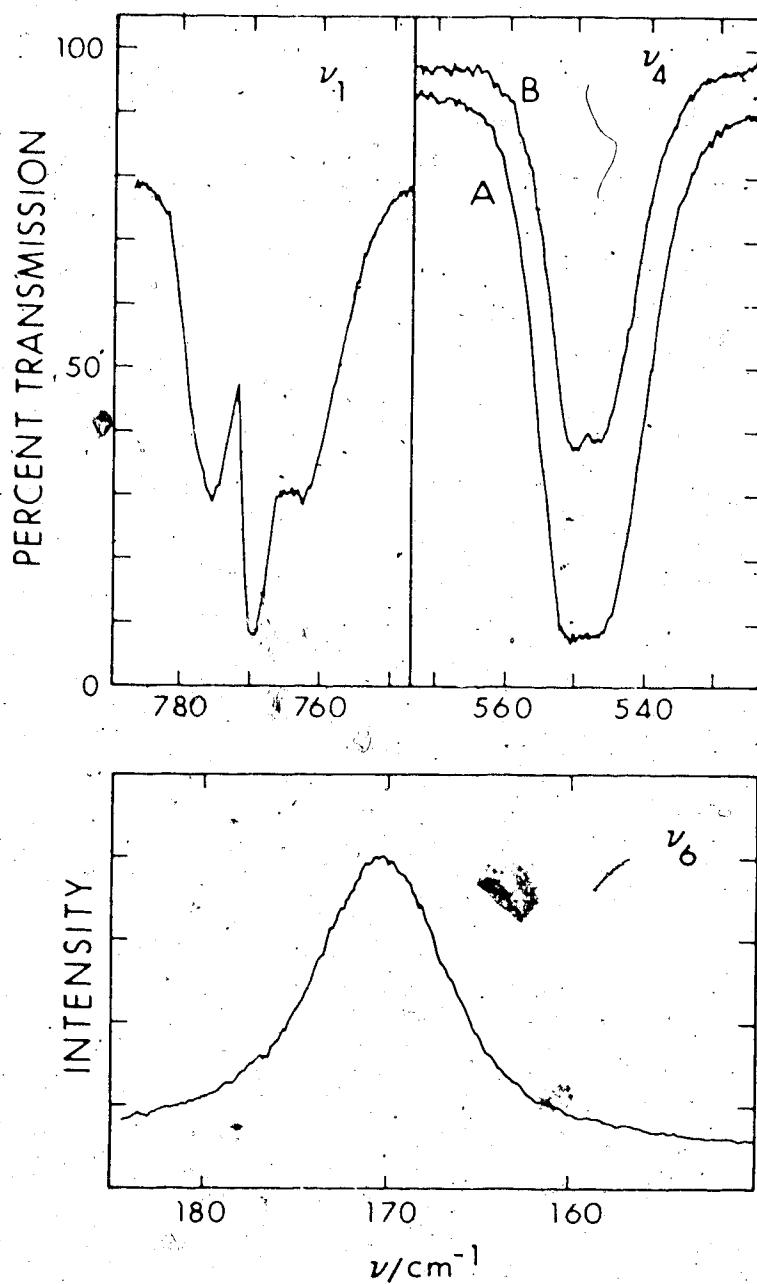 PERCENT TRANSMISSION
100
50
0
ν1
ν4
B
A
780
760
560
540
INTENSITY
ν6
180
170
160
ν/cm-1